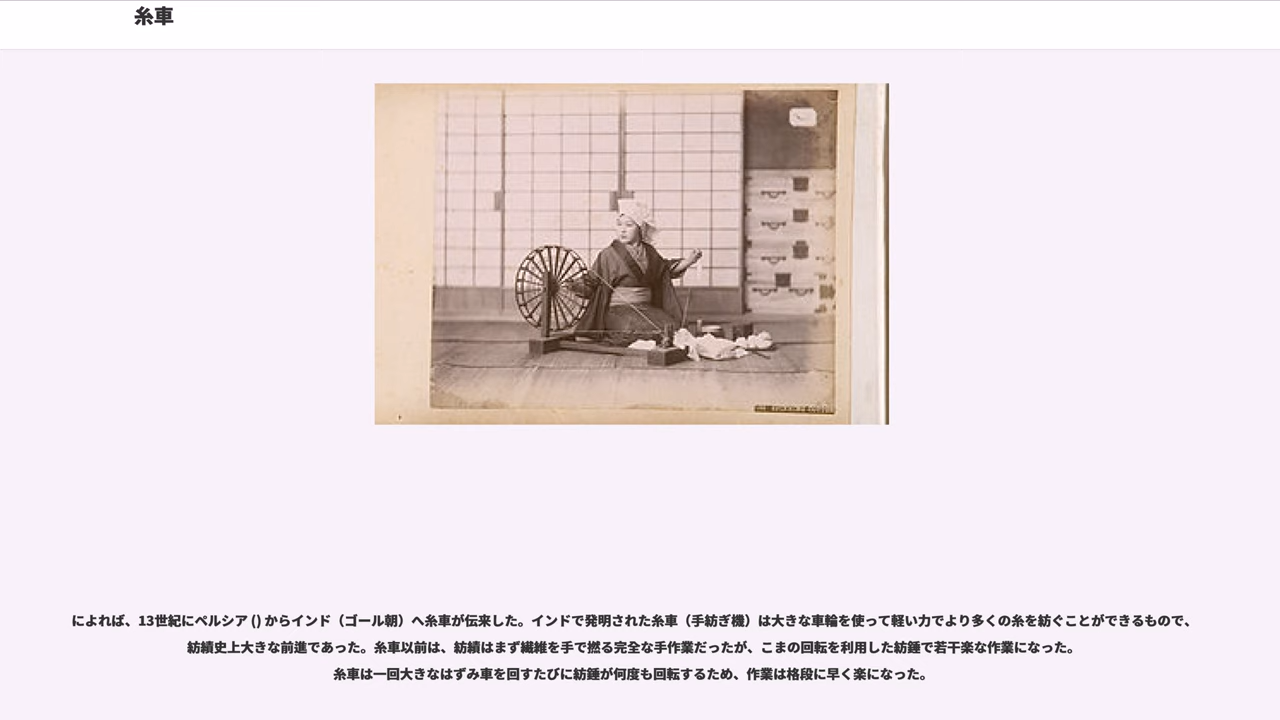 糸車
によれば、13世紀にペルシア () からインド（ゴール朝）へ糸車が伝来した。インドで発明された糸車（手紡ぎ機）は大きな車輪を使って軽い力でより多くの糸を紡ぐことができるもので、
紡績史上大きな前進であった。糸車以前は、紡績はまず繊維を手で撚る完全な手作業だったが、こまの回転を利用した紡錘で若干楽な作業になった。
糸車は一回大きなはずみ車を回すたびに紡錘が何度も回転するため、作業は格段に早く楽になった。